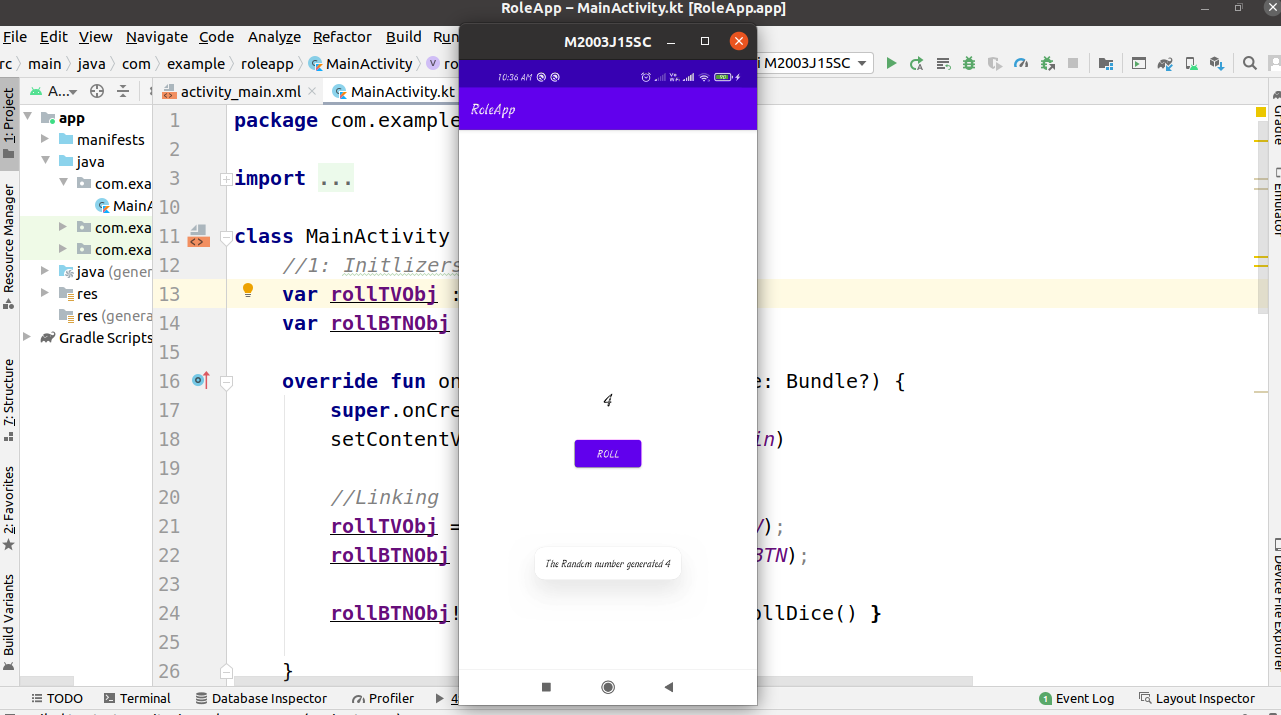 RoleApp – MainActivity.kt [RoleApp.app]
File Edit View Navigate Code Analyze Refactor Build Run
rc main java com example roleapp MainActivity ro
M2003J15SC
A...
activity_main.xml
MainActivity.kt
1: Project
Resource Manager
7: Structure
2: Favorites
Build Variants
app
manifests
java
com.exa
MainA
com.exa
com.exa
java (gener
res
res (genera
Gradle Scripts
1 package com.example
2
3 import ...
10
11 class MainActivity
12 //1: Initlizers
13 var rollTVObj :
14 var rollBTNObj
15
16 override fun on e: Bundle?) {
17 super.onCre
18 setContentV in)
19
20 //Linking
21 rollTVObj = V);
22 rollBTNObj BTN);
23
24 rollBTNObj! ollDice() }
25
26 }
M2003J15SC
10:36 AM
RoleApp
4
ROLL
The Random number generated 4
Gradle
Emulator
Device File Explorer
TODO Terminal Database Inspector Profiler 4
1 Event Log Layout Inspector